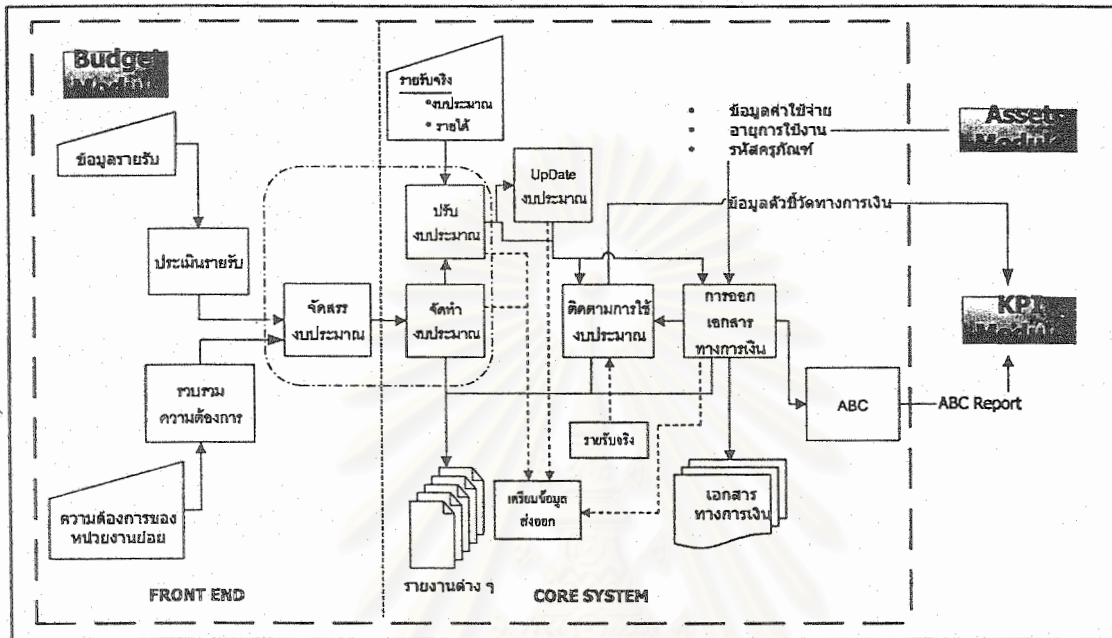 Budget
Module
ข้อมูลรายรับ
ประเมินรายรับ
รวบรวม
ความต้องการ
ความต้องการของ
หน่วยงานย่อย
จัดสรร
งบประมาณ
FRONT END
รายรับจริง
งบประมาณ
รายได้
ปรับ
งบประมาณ
UpDate
งบประมาณ
จัดทำ
งบประมาณ
ติดตามการใช้
งบประมาณ
การออก
เอกสาร
ทางการเงิน
• ข้อมูลค่าใช้จ่าย
• อายุการใช้งาน
• รหัสครุภัณฑ์
ข้อมูลตัวชี้วัดทางการเงิน
รายรับจริง
เตรียมข้อมูล
ส่งออก
เอกสาร
ทางการเงิน
รายงานต่าง ๆ
CORE SYSTEM
ABC
ABC Report
Asset
Module
KPI
Module